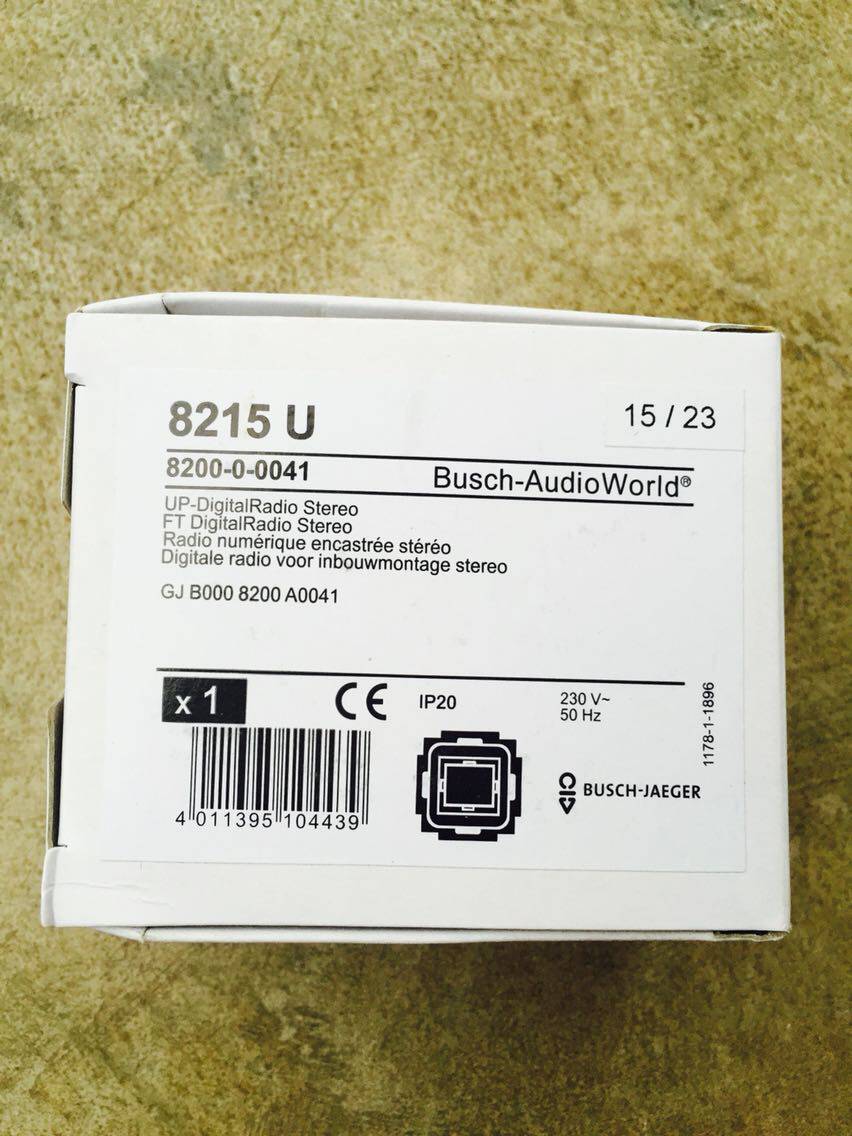 8215 U
15 / 23
8200-0-0041
Busch-AudioWorld®
UP-DigitalRadio Stereo
FT DigitalRadio Stereo
Radio numérique encastrée stéréo
Digitale radio voor inbouwmontage stereo
GJ B000 8200 A0041
x 1
CE
IP20
230 V~
50 Hz
1178-1-1896
4 011395 104439
BUSCH-JAEGER